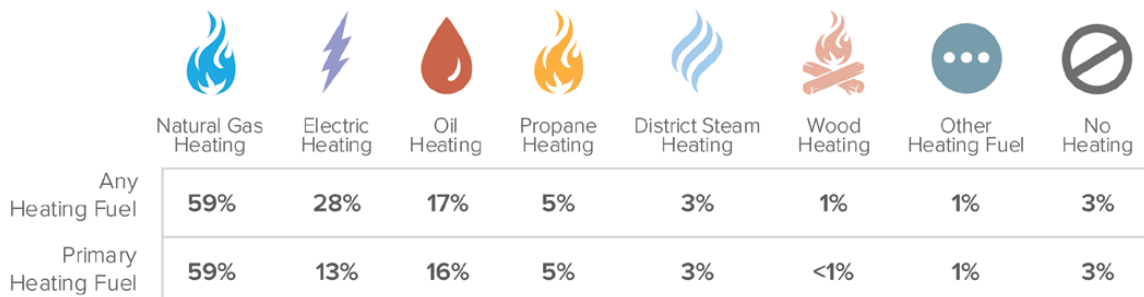 Natural Gas Heating
Electric Heating
Oil Heating
Propane Heating
District Steam Heating
Wood Heating
Other Heating Fuel
No Heating
Any Heating Fuel
59% 28% 17% 5% 3% 1% 1% 3%
Primary Heating Fuel
59% 13% 16% 5% 3% <1% 1% 3%